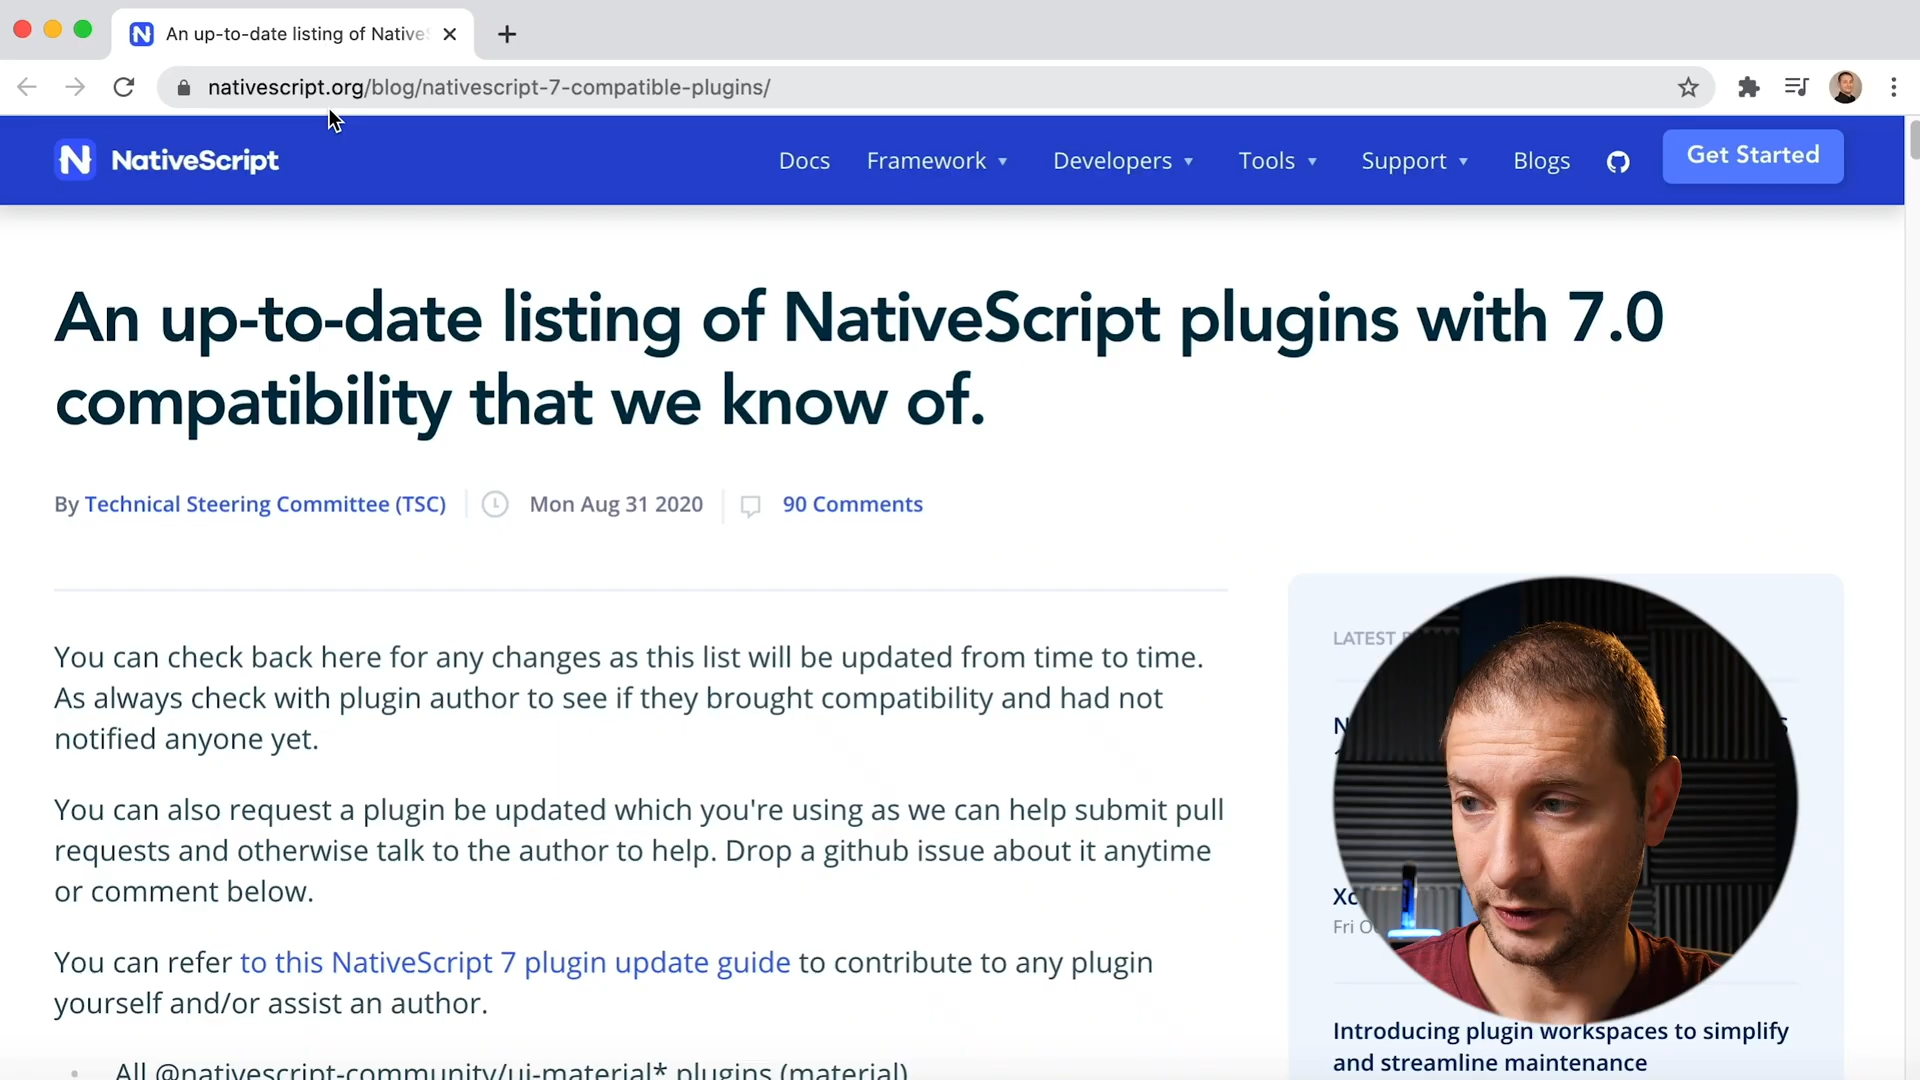 An up-to-date listing of Native
nativescript.org/blog/nativescript-7-compatible-plugins/
NativeScript
Docs
Framework
Developers
Tools
Support
Blogs
Get Started
An up-to-date listing of NativeScript plugins with 7.0
compatibility that we know of.
By Technical Steering Committee (TSC)
Mon Aug 31 2020
90 Comments
You can check back here for any changes as this list will be updated from time to time.
As always check with plugin author to see if they brought compatibility and had not
notified anyone yet.
You can also request a plugin be updated which you're using as we can help submit pull
requests and otherwise talk to the author to help. Drop a github issue about it anytime
or comment below.
You can refer to this NativeScript 7 plugin update guide to contribute to any plugin
yourself and/or assist an author.
All @nativescript-community/ui-material* plugins (material)
LATEST
Fri
Introducing plugin workspaces to simplify
and streamline maintenance